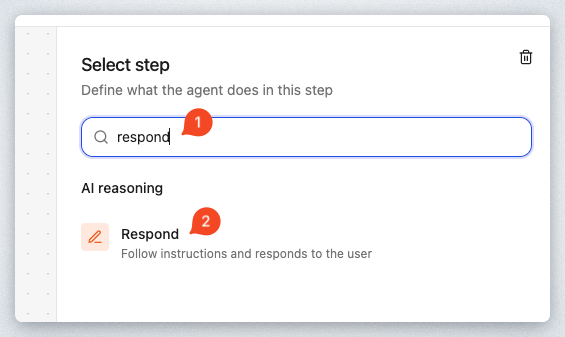 Select step
Define what the agent does in this step
respond
1
AI reasoning
Respond
2
Follow instructions and responds to the user